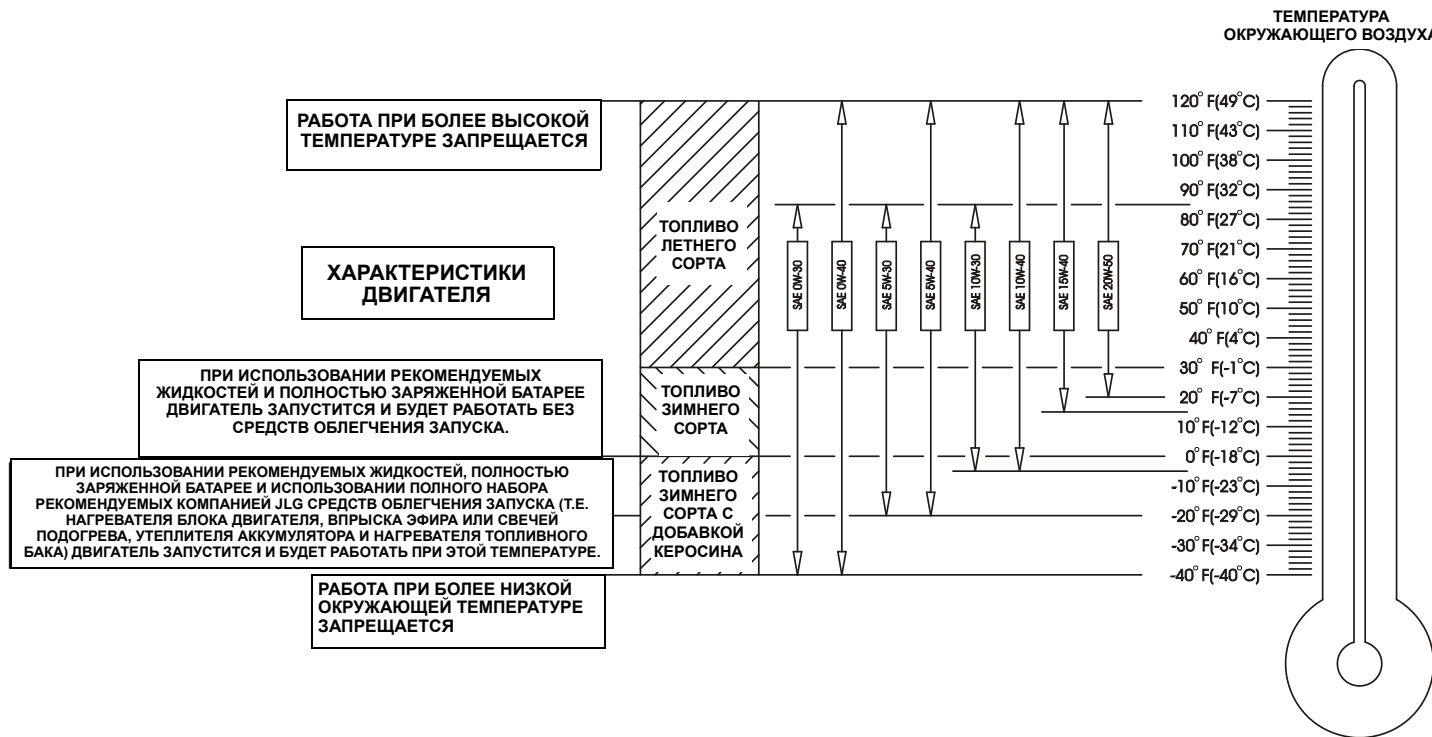 ТЕМПЕРАТУРА
ОКРУЖАЮЩЕГО ВОЗДУХА
РАБОТА ПРИ БОЛЕЕ ВЫСОКОЙ
ТЕМПЕРАТУРЕ ЗАПРЕЩАЕТСЯ
ХАРАКТЕРИСТИКИ
ДВИГАТЕЛЯ
ПРИ ИСПОЛЬЗОВАНИИ РЕКОМЕНДУЕМЫХ
ЖИДКОСТЕЙ И ПОЛНОСТЬЮ ЗАРЯЖЕННОЙ БАТАРЕЕ
ДВИГАТЕЛЬ ЗАПУСТИТСЯ И БУДЕТ РАБОТАТЬ БЕЗ
СРЕДСТВ ОБЛЕГЧЕНИЯ ЗАПУСКА.
ПРИ ИСПОЛЬЗОВАНИИ РЕКОМЕНДУЕМЫХ ЖИДКОСТЕЙ, ПОЛНОСТЬЮ
ЗАРЯЖЕННОЙ БАТАРЕЕ И ИСПОЛЬЗОВАНИИ ПОЛНОГО НАБОРА
РЕКОМЕНДУЕМЫХ КОМПАНИЕЙ JLG СРЕДСТВ ОБЛЕГЧЕНИЯ ЗАПУСКА (Т.Е.
НАГРЕВАТЕЛЯ БЛОКА ДВИГАТЕЛЯ, ВПРЫСКА ЭФИРА ИЛИ СВЕЧЕЙ
ПОДОГРЕВА, УТЕПЛИТЕЛЯ АККУМУЛЯТОРА И НАГРЕВАТЕЛЯ ТОПЛИВНОГО
БАКА) ДВИГАТЕЛЬ ЗАПУСТИТСЯ И БУДЕТ РАБОТАТЬ ПРИ ЭТОЙ ТЕМПЕРАТУРЕ.
РАБОТА ПРИ БОЛЕЕ НИЗКОЙ
ОКРУЖАЮЩЕЙ ТЕМПЕРАТУРЕ
ЗАПРЕЩАЕТСЯ
ТОПЛИВО
ЛЕТНЕГО
СОРТА
ТОПЛИВО
ЗИМНЕГО
СОРТА
ТОПЛИВО
ЗИМНЕГО
СОРТА С
ДОБАВКОЙ
КЕРОСИНА
SAE 0W-30
SAE 0W-40
SAE 5W-30
SAE 5W-40
SAE 10W-30
SAE 10W-40
SAE 15W-40
SAE 20W-50
120° F(49°C)
110° F(43°C)
100° F(38°C)
90° F(32°C)
80° F(27°C)
70° F(21°C)
60° F(16°C)
50° F(10°C)
40° F(4°C)
30° F(-1°C)
20° F(-7°C)
10° F(-12°C)
0° F(-18°C)
-10° F(-23°C)
-20° F(-29°C)
-30° F(-34°C)
-40° F(-40°C)